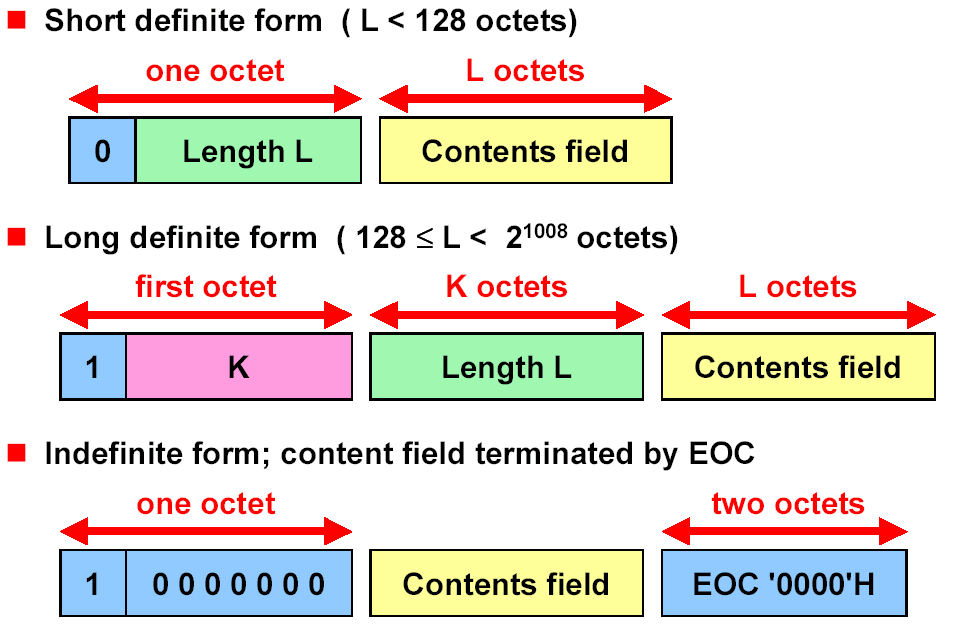 Short definite form ( L < 128 octets)
one octet L octets
0 Length L Contents field
Long definite form ( 128 ≤ L < 2¹⁰⁰⁸ octets)
first octet K octets L octets
1 K Length L Contents field
Indefinite form; content field terminated by EOC
one octet two octets
1 0 0 0 0 0 0 0 Contents field EOC '0000'H